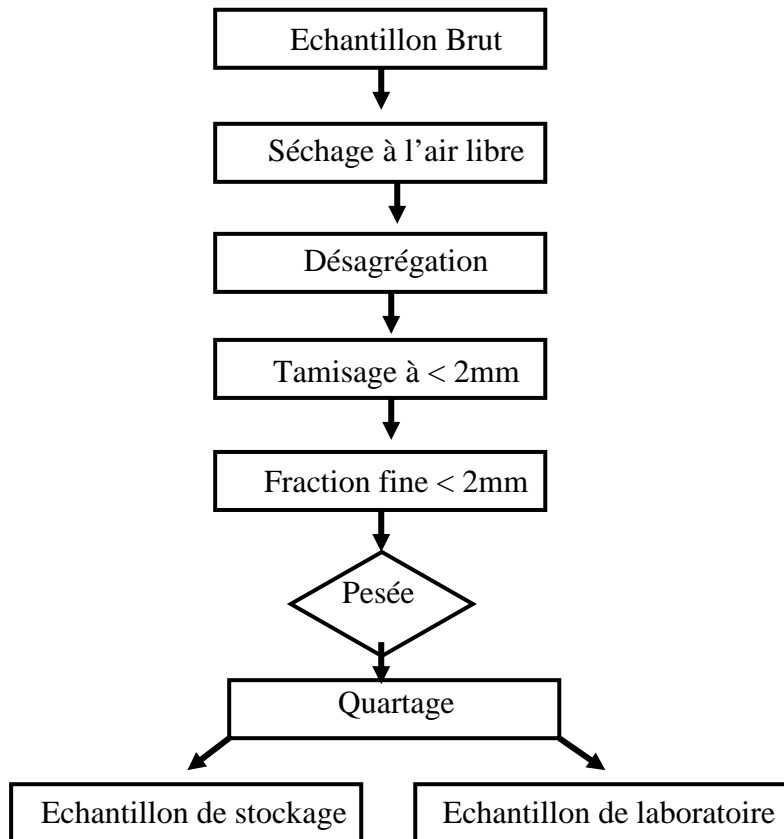 Echantillon Brut
Séchage à l’air libre
Désagrégation
Tamisage à < 2mm
Fraction fine < 2mm
Pesée
Quartage
Echantillon de stockage
Echantillon de laboratoire